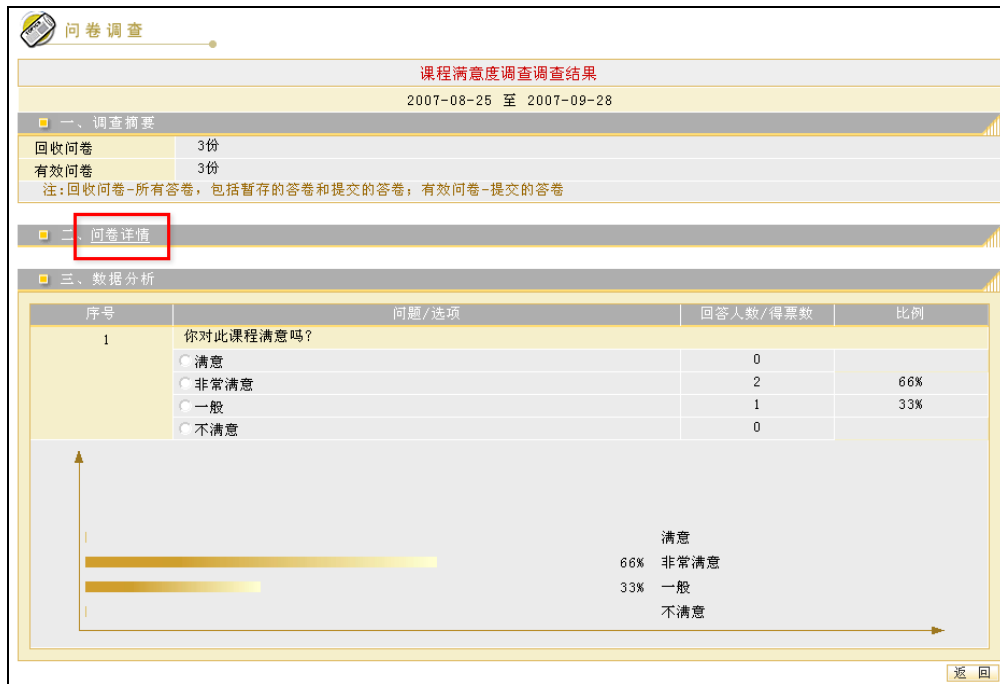 问卷调查
课程满意度调查调查结果
2007-08-25 至 2007-09-28
一、调查摘要
回收问卷 3份
有效问卷 3份
注:回收问卷-所有答卷，包括暂存的答卷和提交的答卷；有效问卷-提交的答卷
二、问卷详情
三、数据分析
序号 问题/选项 回答人数/得票数 比例
1 你对此课程满意吗?
满意 0
非常满意 2 66%
一般 1 33%
不满意 0
满意
66% 非常满意
33% 一般
不满意
返 回